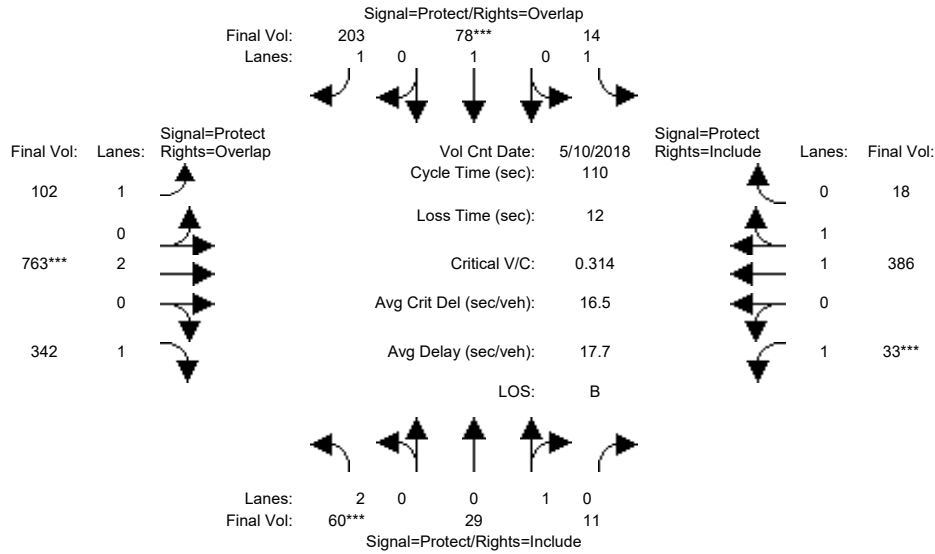 Signal=Protect/Rights=Overlap
Final Vol: 203 78*** 14
Lanes: 1 0 1 0 1
Signal=Protect
Final Vol: Lanes: Rights=Overlap
Vol Cnt Date: 5/10/2018
Signal=Protect
Rights=Include Lanes: Final Vol:
Cycle Time (sec): 110
102 1
0 18
Loss Time (sec): 12
0
1
763*** 2
Critical V/C: 0.314
1 386
0
Avg Crit Del (sec/veh): 16.5
0
342 1
Avg Delay (sec/veh): 17.7
1 33***
LOS: B
Lanes: 2 0 0 1 0
Final Vol: 60*** 29 11
Signal=Protect/Rights=Include